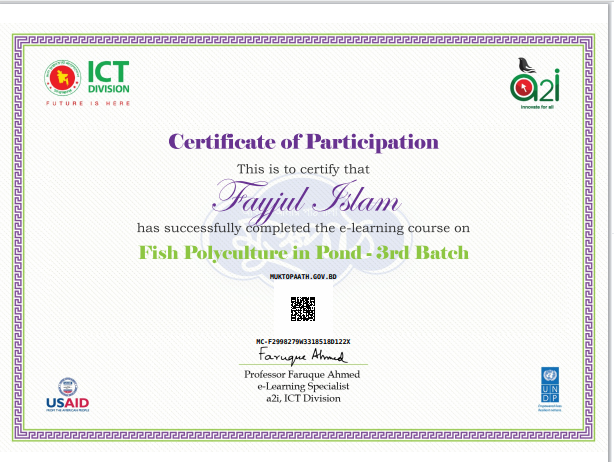 ICT
DIVISION
FUTURE IS HERE
a2i
Innovate for all
Certificate of Participation
This is to certify that
Fayjul Islam
has successfully completed the e-learning course on
Fish Polyculture in Pond - 3rd Batch
MUKTOPAATH.GOV.BD
MC-F2998279W3318518D122X
Faruque Ahmed
Professor Faruque Ahmed
e-Learning Specialist
a2i, ICT Division
USAID
FROM THE AMERICAN PEOPLE
U N
D P
Empowered lives.
Resilient nations.